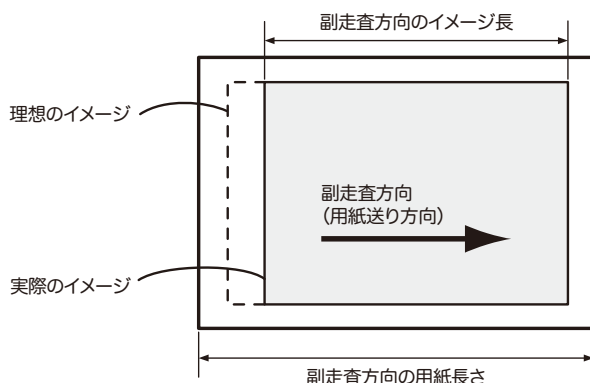 副走査方向のイメージ長
理想のイメージ
副走査方向
（用紙送り方向）
実際のイメージ
副走査方向の用紙長さ